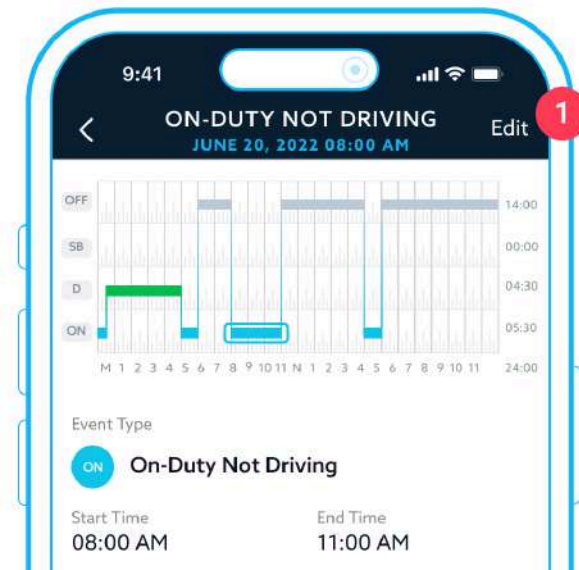 9:41
ON-DUTY NOT DRIVING
Edit
1
JUNE 20, 2022 08:00 AM
OFF 14:00
SB 00:00
D 04:30
ON 05:30
M 1 2 3 4 5 6 7 8 9 10 11 N 1 2 3 4 5 6 7 8 9 10 11 24:00
Event Type
ON On-Duty Not Driving
Start Time End Time
08:00 AM 11:00 AM